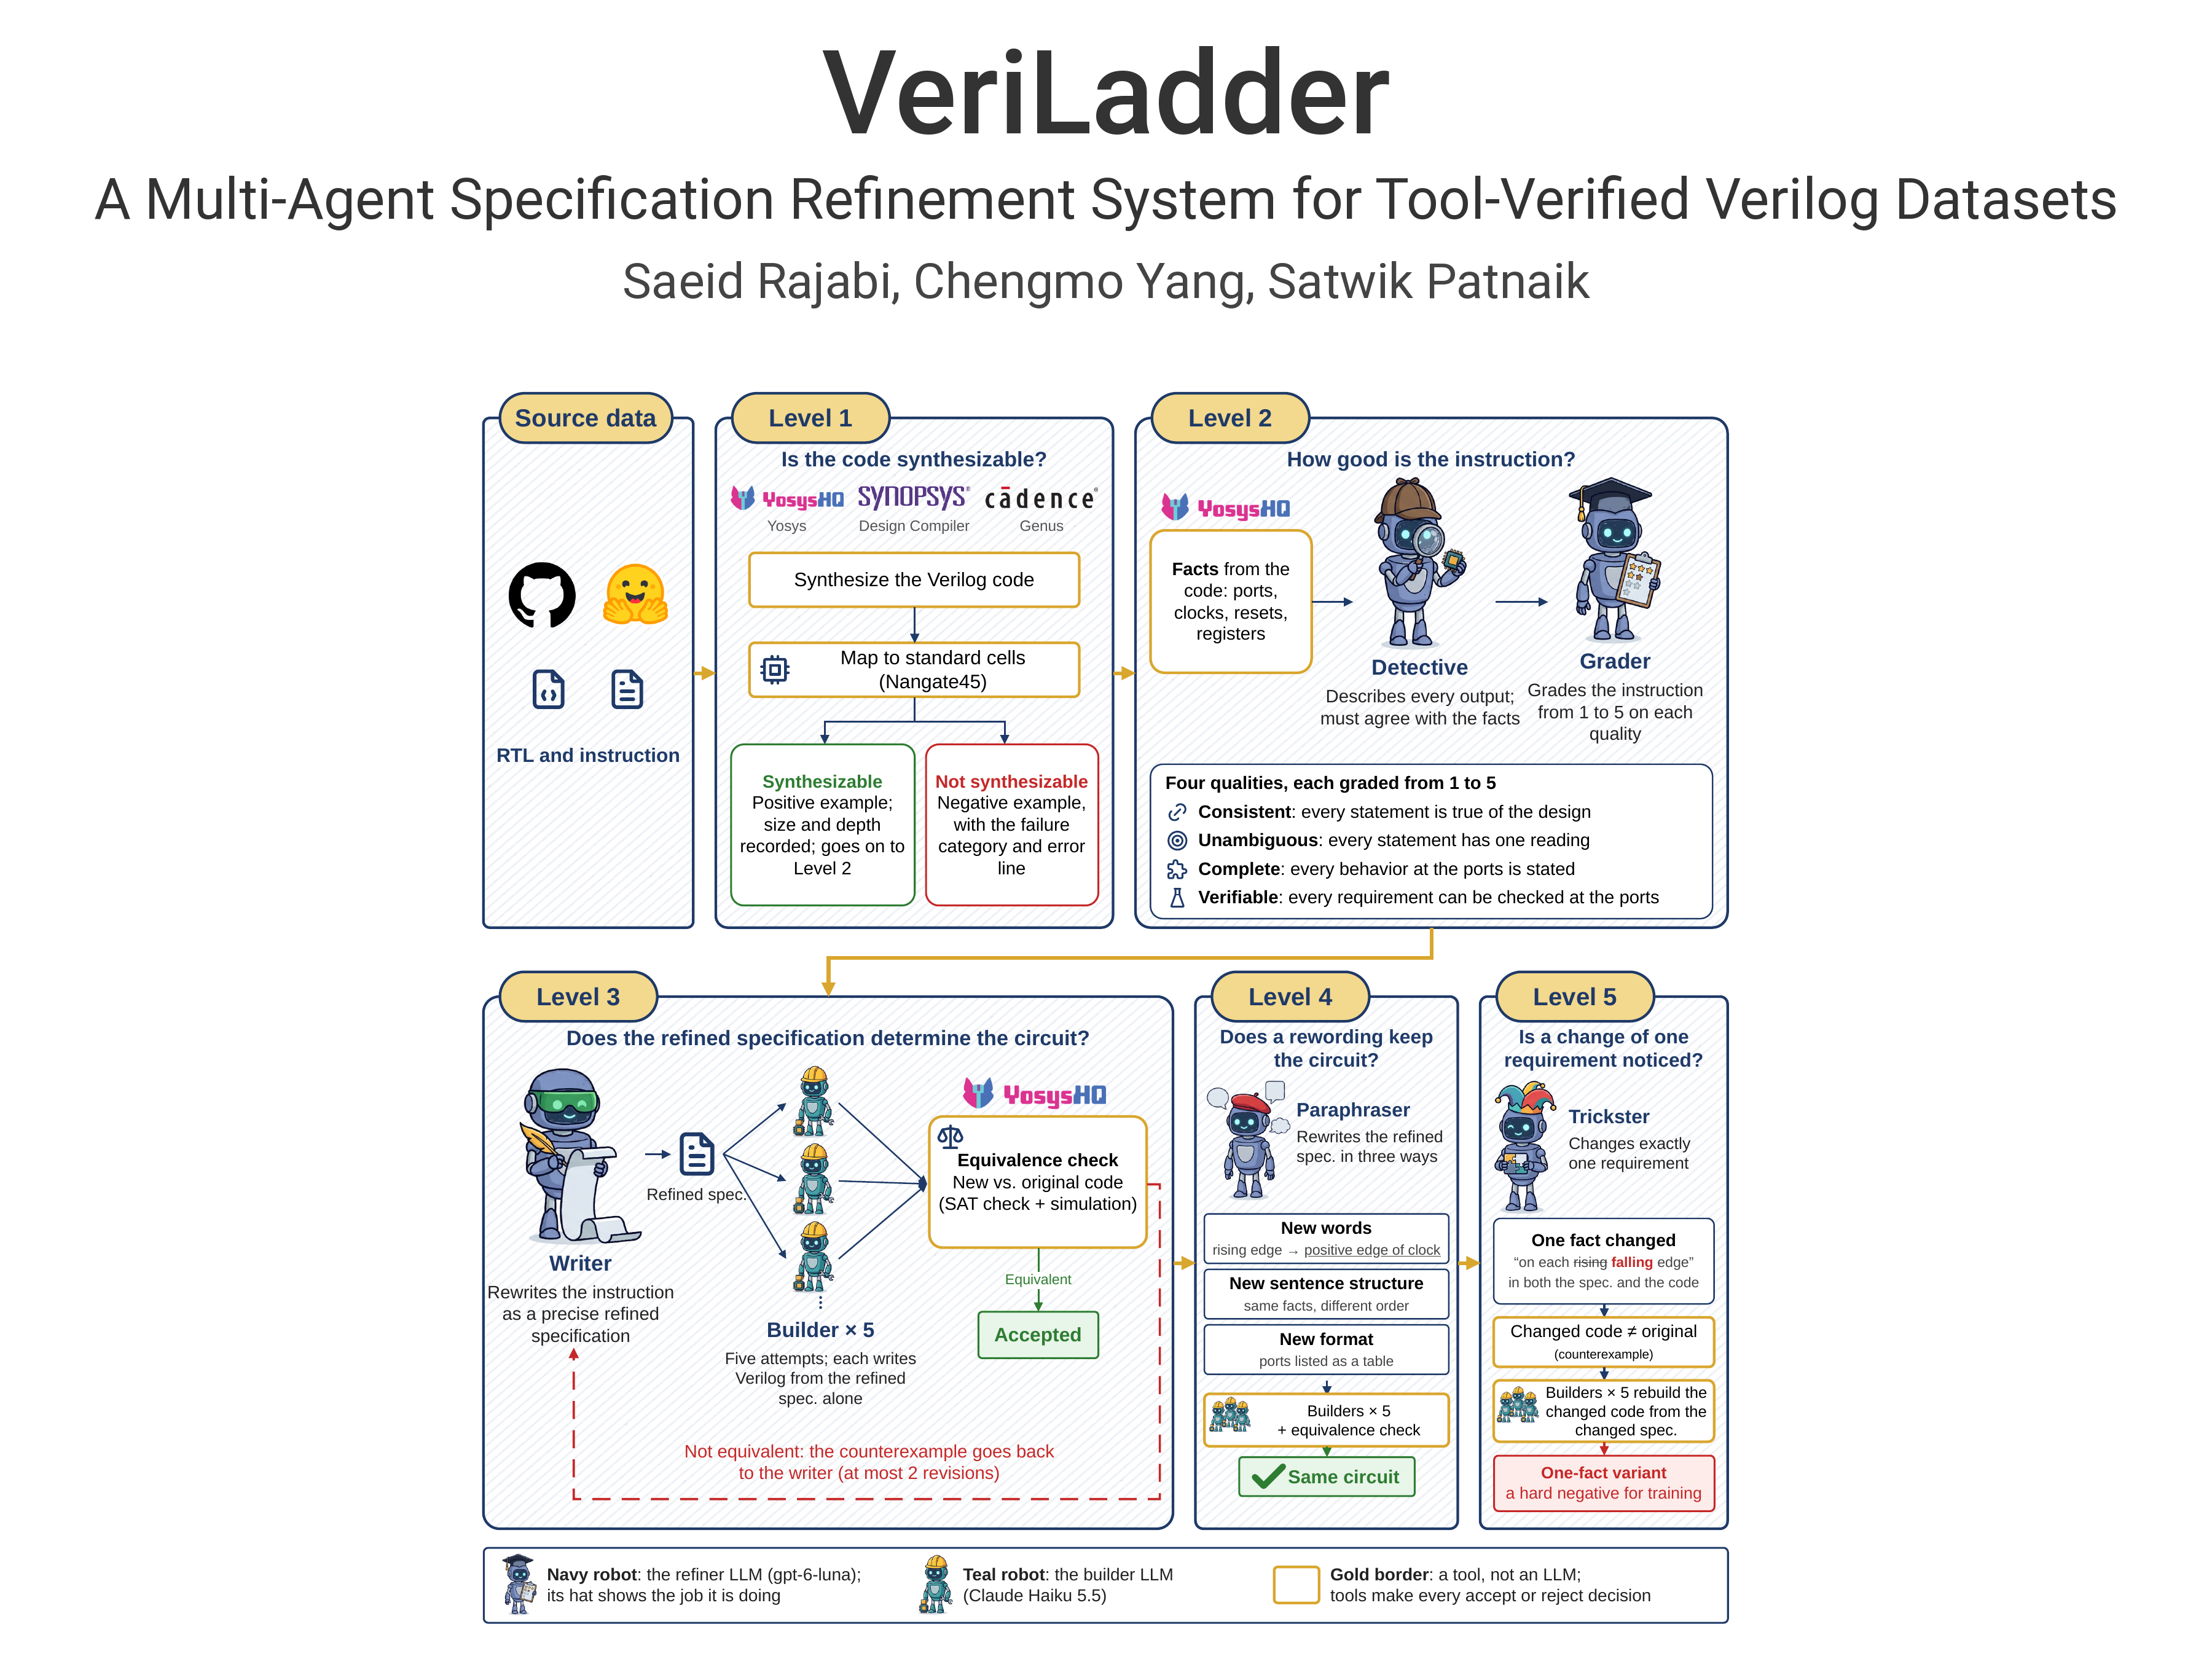 VeriLadder
A Multi-Agent Specification Refinement System for Tool-Verified Verilog Datasets
Saeid Rajabi, Chengmo Yang, Satwik Patnaik
Source data
RTL and instruction
Level 1
Is the code synthesizable?
YosysHQ
Yosys
SYNOPSYS®
Design Compiler
cādence®
Genus
Synthesize the Verilog code
Map to standard cells
(Nangate45)
Synthesizable
Positive example;
size and depth
recorded; goes on to
Level 2
Not synthesizable
Negative example,
with the failure
category and error
line
Level 2
How good is the instruction?
YosysHQ
Facts from the
code: ports,
clocks, resets,
registers
Detective
Describes every output;
must agree with the facts
Grader
Grades the instruction
from 1 to 5 on each
quality
Four qualities, each graded from 1 to 5
Consistent: every statement is true of the design
Unambiguous: every statement has one reading
Complete: every behavior at the ports is stated
Verifiable: every requirement can be checked at the ports
Level 3
Does the refined specification determine the circuit?
Writer
Rewrites the instruction
as a precise refined
specification
Refined spec.
Builder × 5
Five attempts; each writes
Verilog from the refined
spec. alone
YosysHQ
Equivalence check
New vs. original code
(SAT check + simulation)
Equivalent
Accepted
Not equivalent: the counterexample goes back
to the writer (at most 2 revisions)
Level 4
Does a rewording keep
the circuit?
Paraphraser
Rewrites the refined
spec. in three ways
New words
rising edge → positive edge of clock
New sentence structure
same facts, different order
New format
ports listed as a table
Builders × 5
+ equivalence check
Same circuit
Level 5
Is a change of one
requirement noticed?
Trickster
Changes exactly
one requirement
One fact changed
“on each rising falling edge”
in both the spec. and the code
Changed code ≠ original
(counterexample)
Builders × 5 rebuild the
changed code from the
changed spec.
One-fact variant
a hard negative for training
Navy robot: the refiner LLM (gpt-6-luna);
its hat shows the job it is doing
Teal robot: the builder LLM
(Claude Haiku 5.5)
Gold border: a tool, not an LLM;
tools make every accept or reject decision